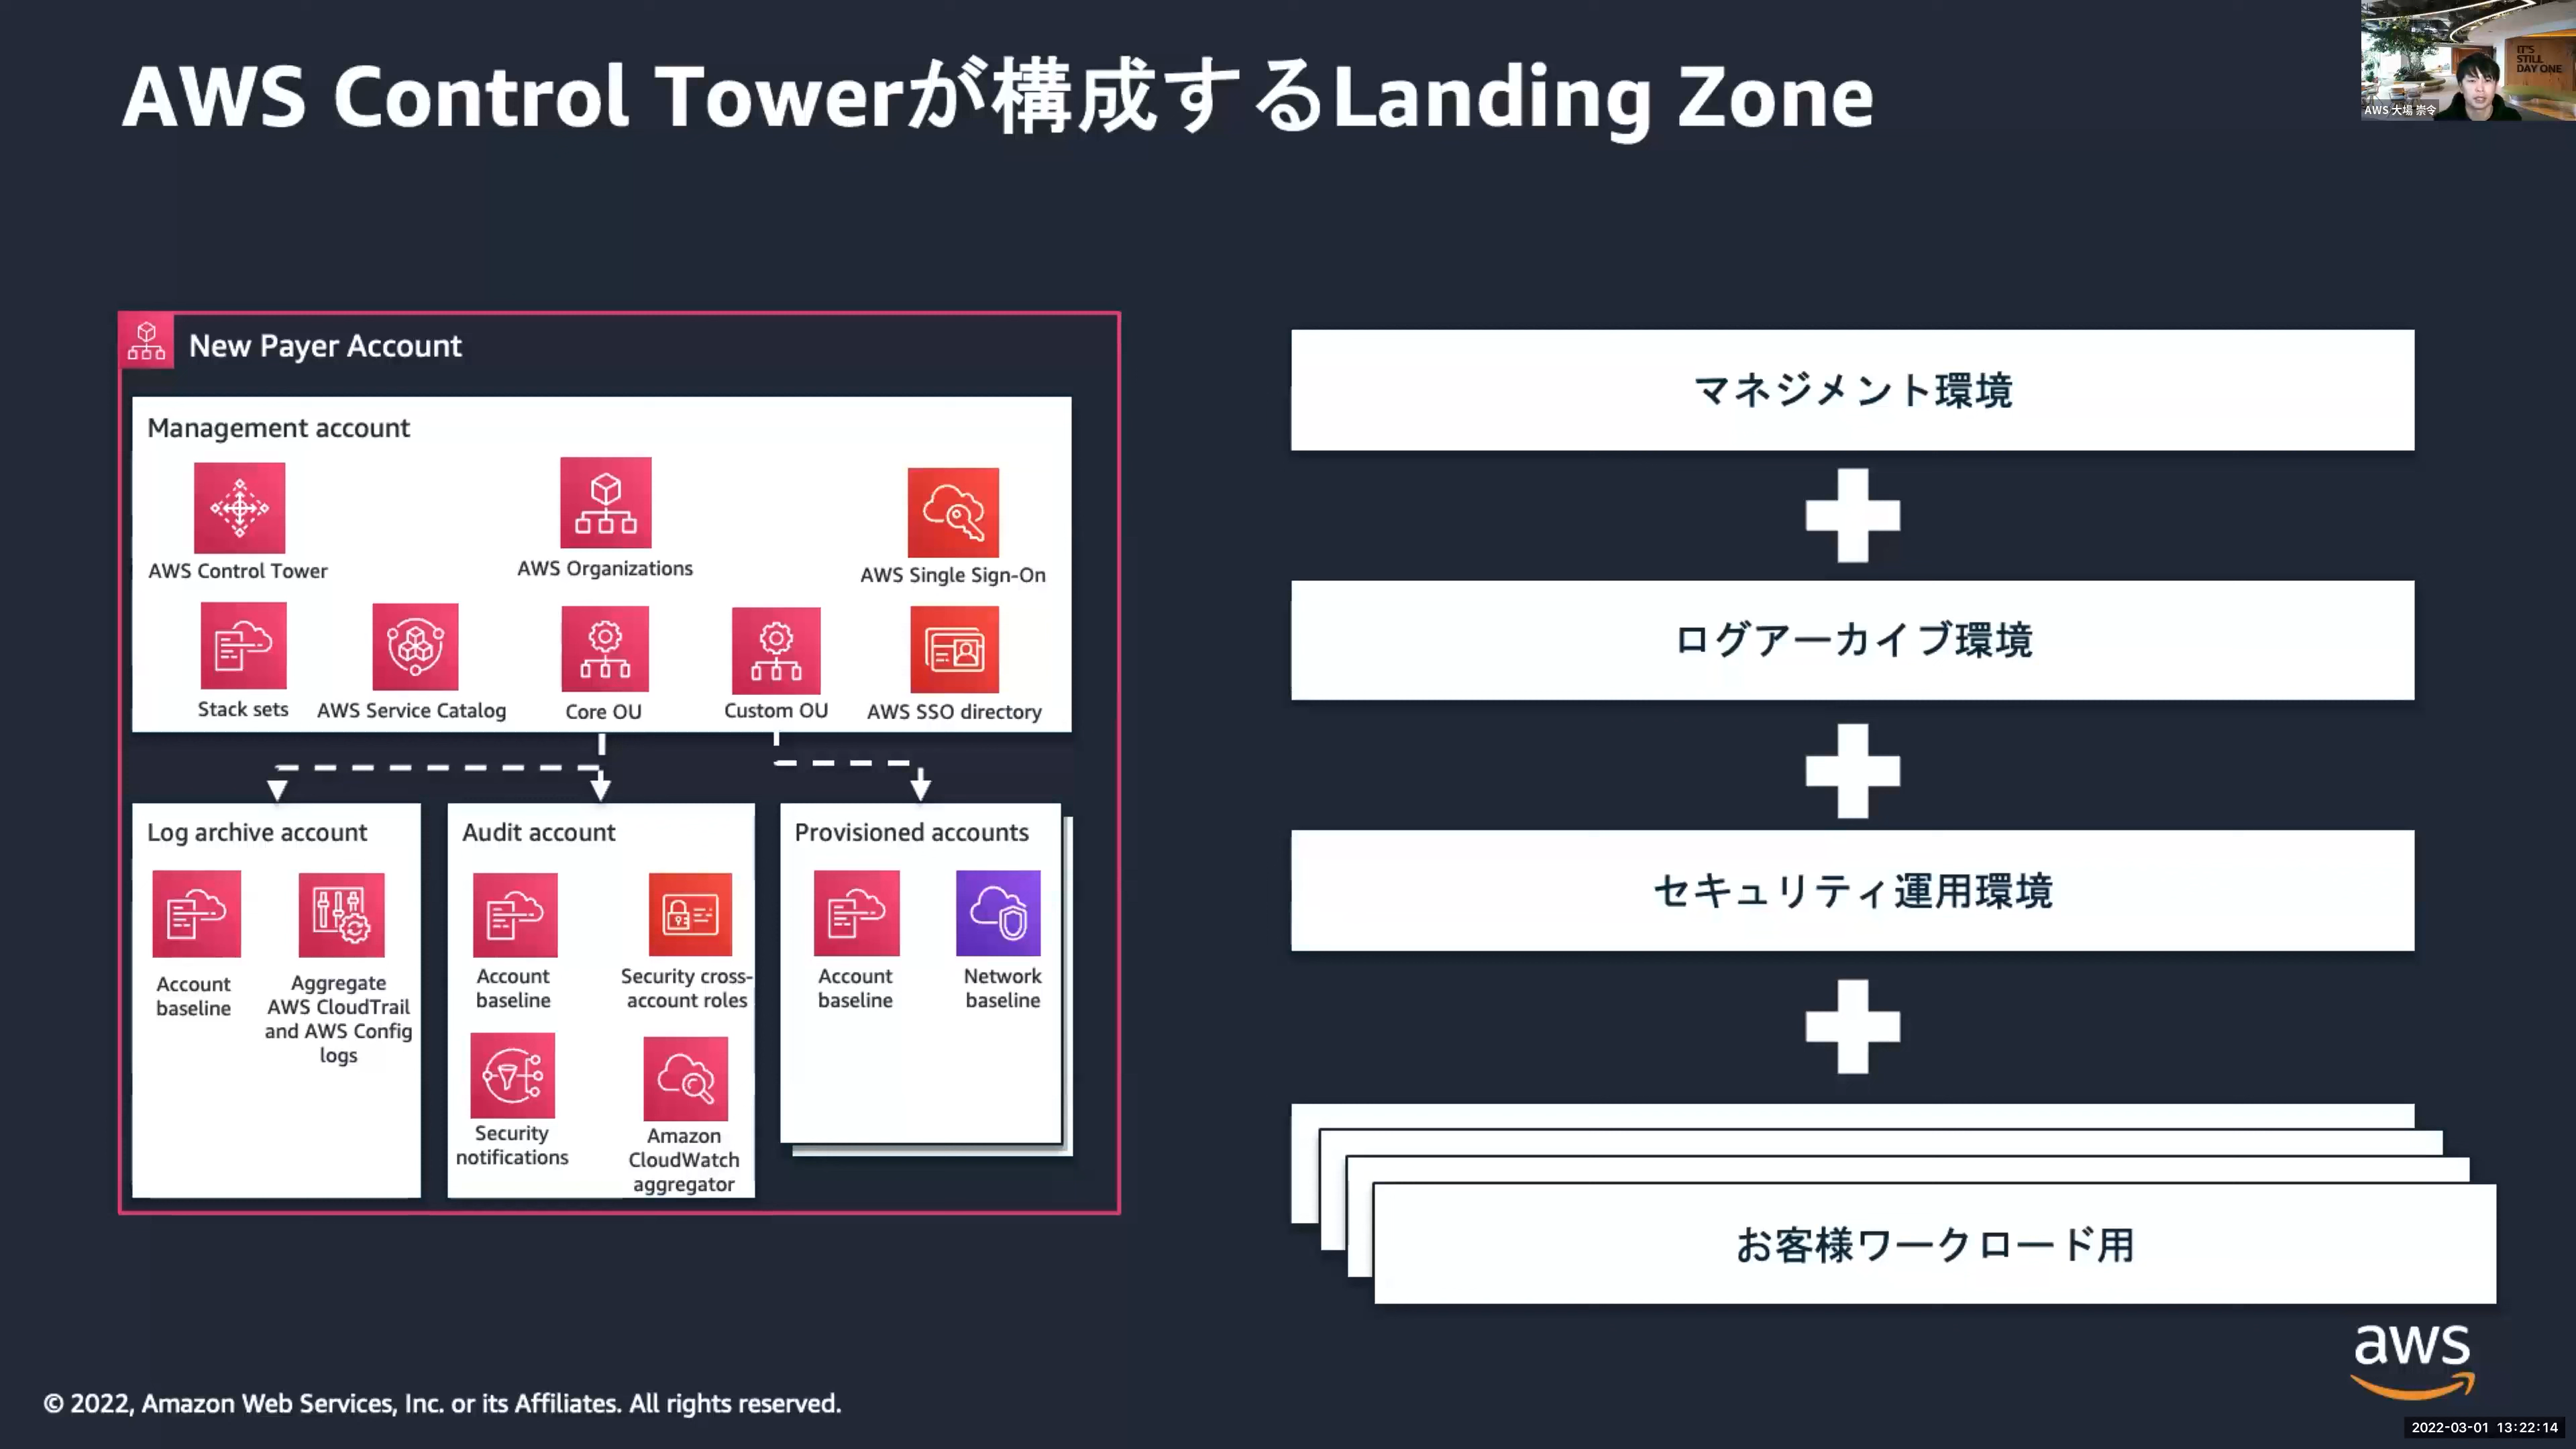 AWS Control Towerが構成するLanding Zone
IT'S
STILL
DAY ONE
AWS 大場 崇令
New Payer Account
Management account
AWS Control Tower
AWS Organizations
AWS Single Sign-On
Stack sets
AWS Service Catalog
Core OU
Custom OU
AWS SSO directory
Log archive account
Account
baseline
Aggregate
AWS CloudTrail
and AWS Config
logs
Audit account
Account
baseline
Security cross-
account roles
Security
notifications
Amazon
CloudWatch
aggregator
Provisioned accounts
Account
baseline
Network
baseline
マネジメント環境
ログアーカイブ環境
セキュリティ運用環境
お客様ワークロード用
aws
© 2022, Amazon Web Services, Inc. or its Affiliates. All rights reserved.
2022-03-01 13:22:14